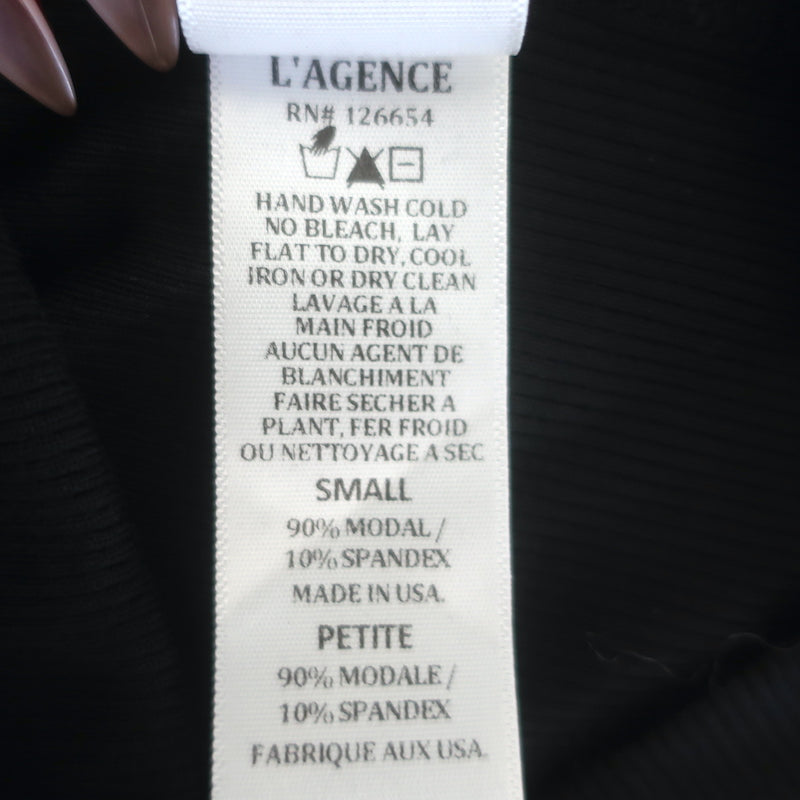 L'AGENCE
RN# 126654
HAND WASH COLD
NO BLEACH, LAY
FLAT TO DRY, COOL
IRON OR DRY CLEAN
LAVAGE A LA
MAIN FROID
AUCUN AGENT DE
BLANCHIMENT
FAIRE SECHER A
PLANT, FER FROID
OU NETTOYAGE A SEC
SMALL
90% MODAL /
10% SPANDEX
MADE IN USA.
PETITE
90% MODALE /
10% SPANDEX
FABRIQUE AUX USA.